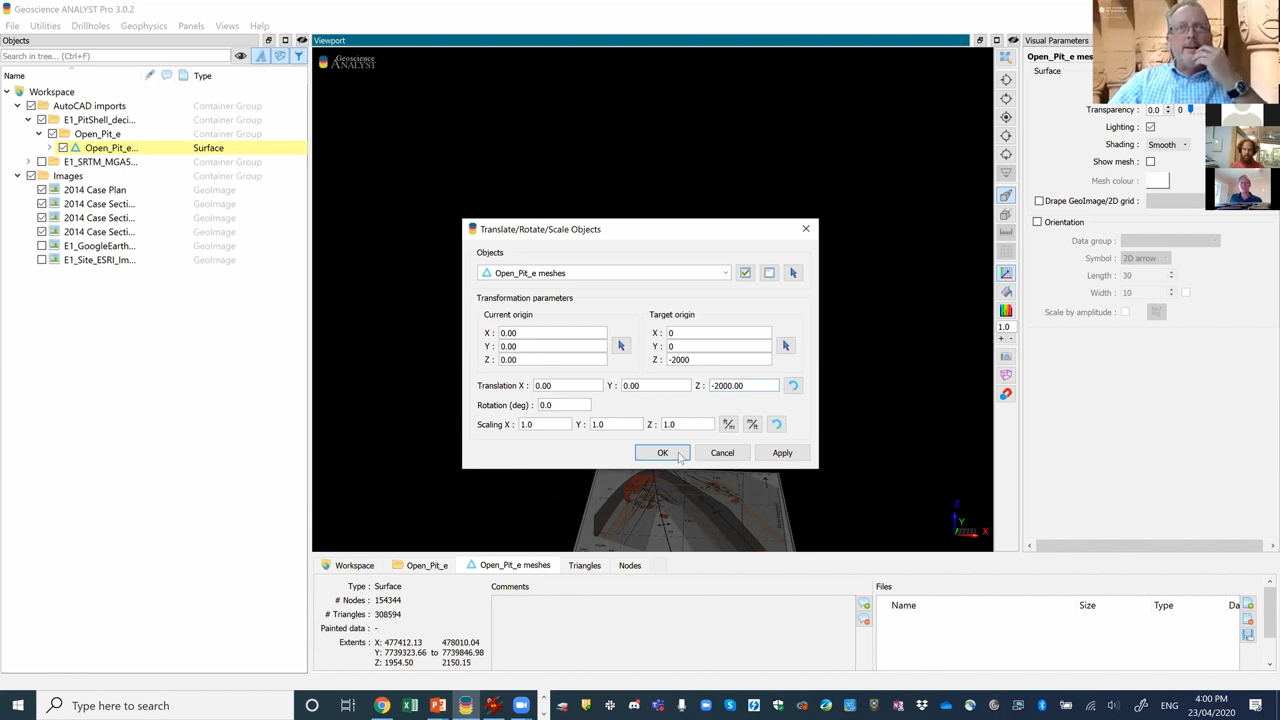 Geoscience ANALYST Pro 3.0.2
File Utilities Drillholes Geophysics Panels Views Help
Objects
Search in tree... (Ctrl+F)
Name Type
Workspace
AutoCAD imports Container Group
E1_PitShell_deci... Container Group
Open_Pit_e Container Group
Open_Pit_e... Surface
E1_SRTM_MGA5... Container Group
Images Container Group
2014 Case Plan GeoImage
2014 Case Secti... GeoImage
2014 Case Secti... GeoImage
2014 Case Secti... GeoImage
E1_GoogleEarth... GeoImage
E1_Site_ESRI_Im... GeoImage
Viewport
Geoscience
ANALYST
Translate/Rotate/Scale Objects
Objects
Open_Pit_e meshes
Transformation parameters
Current origin Target origin
X : 0.00 X : 0
Y : 0.00 Y : 0
Z : 0.00 Z : -2000
Translation X : 0.00 Y : 0.00 Z : -2000.00
Rotation (deg) : 0.0
Scaling X : 1.0 Y : 1.0 Z : 1.0
OK Cancel Apply
Z
Y
X
1.0
+ -
Visual Parameters
Open_Pit_e mes
Surface
Transparency : 0.0 0
Lighting :
Shading : Smooth
Show mesh :
Mesh colour :
Drape GeoImage/2D grid :
Orientation
Data group :
Symbol : 2D arrow
Length : 30
Width : 10
Scale by amplitude :
Workspace Open_Pit_e Open_Pit_e meshes Triangles Nodes
Type : Surface
# Nodes : 154344
# Triangles : 308594
Painted data : -
Extents : X: 477412.13 478010.04
Y: 7739323.66 to 7739846.98
Z: 1954.50 2150.15
Comments
Files
Name Size Type Da
Type here to search
4:00 PM
23/04/2020